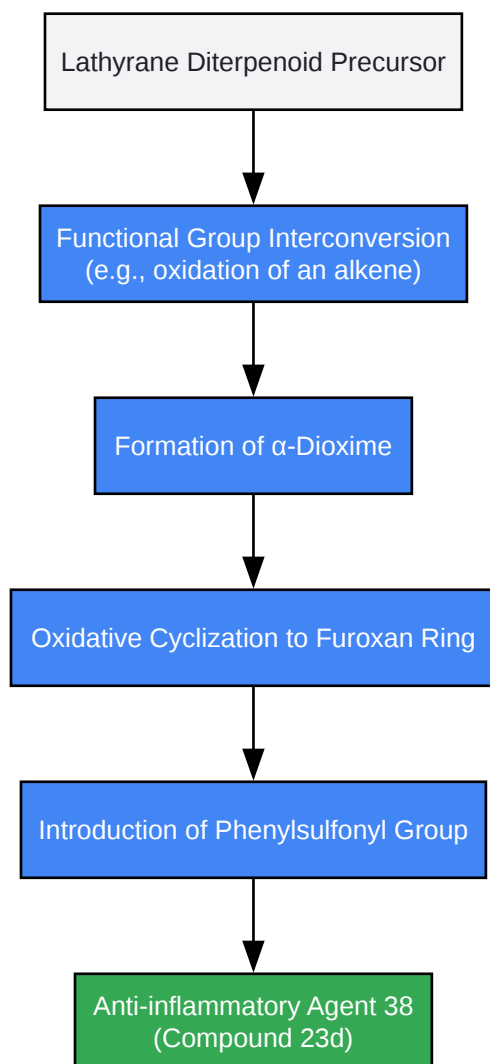 Lathyrane Diterpenoid Precursor
Functional Group Interconversion
(e.g., oxidation of an alkene)
Formation of α-Dioxime
Oxidative Cyclization to Furoxan Ring
Introduction of Phenylsulfonyl Group
Anti-inflammatory Agent 38
(Compound 23d)